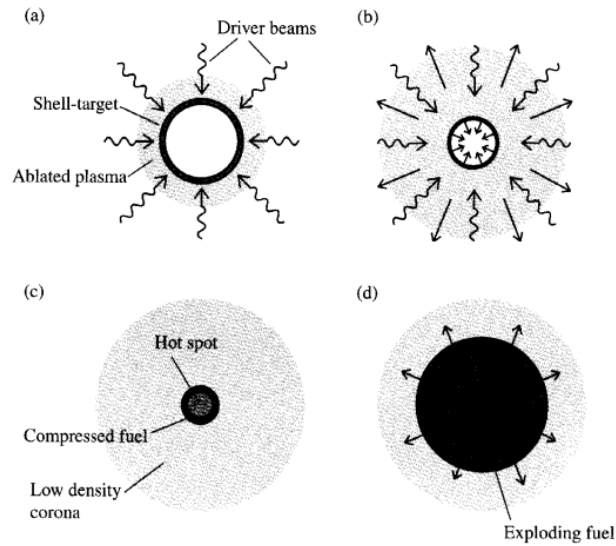 (a)
Driver beams
Shell-target
Ablated plasma
(b)
(c)
Hot spot
Compressed fuel
Low density
corona
(d)
Exploding fuel